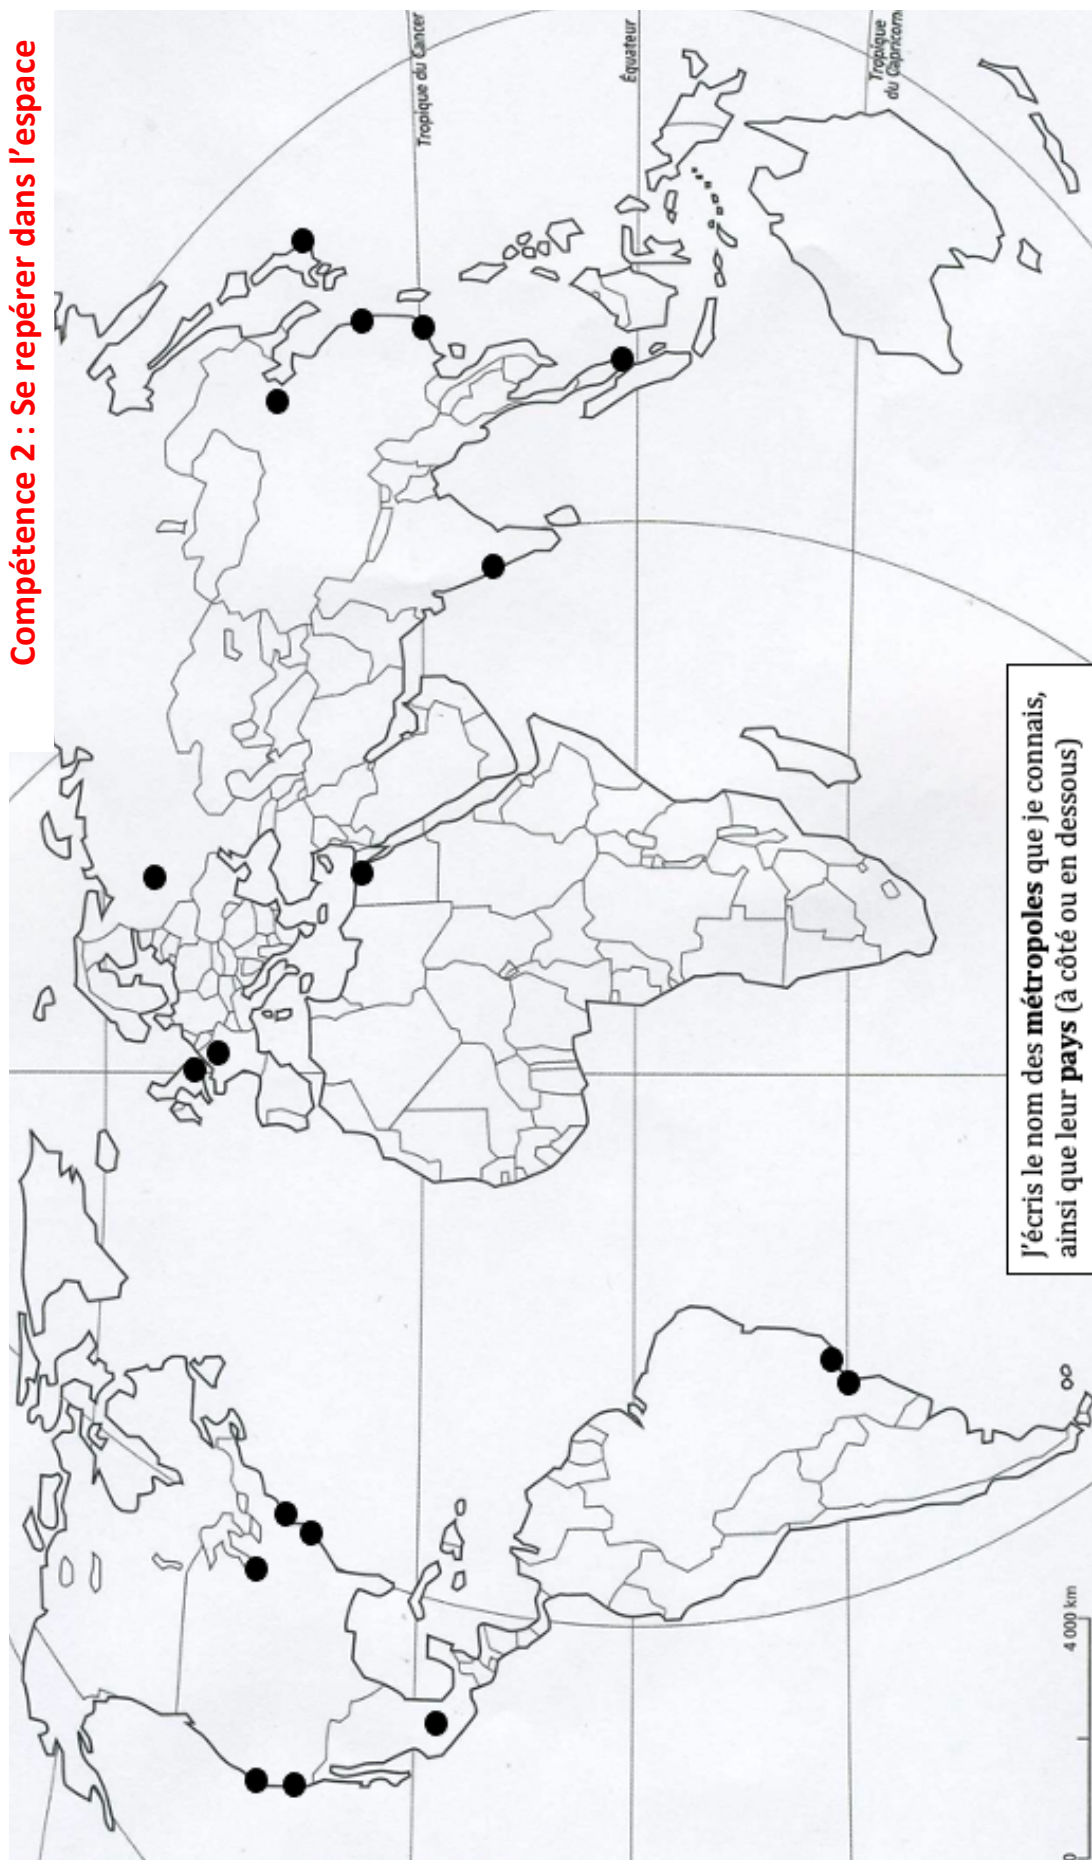 Compétence 2 : Se repérer dans l'espace
Tropique du Cancer
Équateur
Tropique
du Capricorne
J'écris le nom des métropoles que je connais,
ainsi que leur pays (à côté ou en dessous)
0
4 000 km